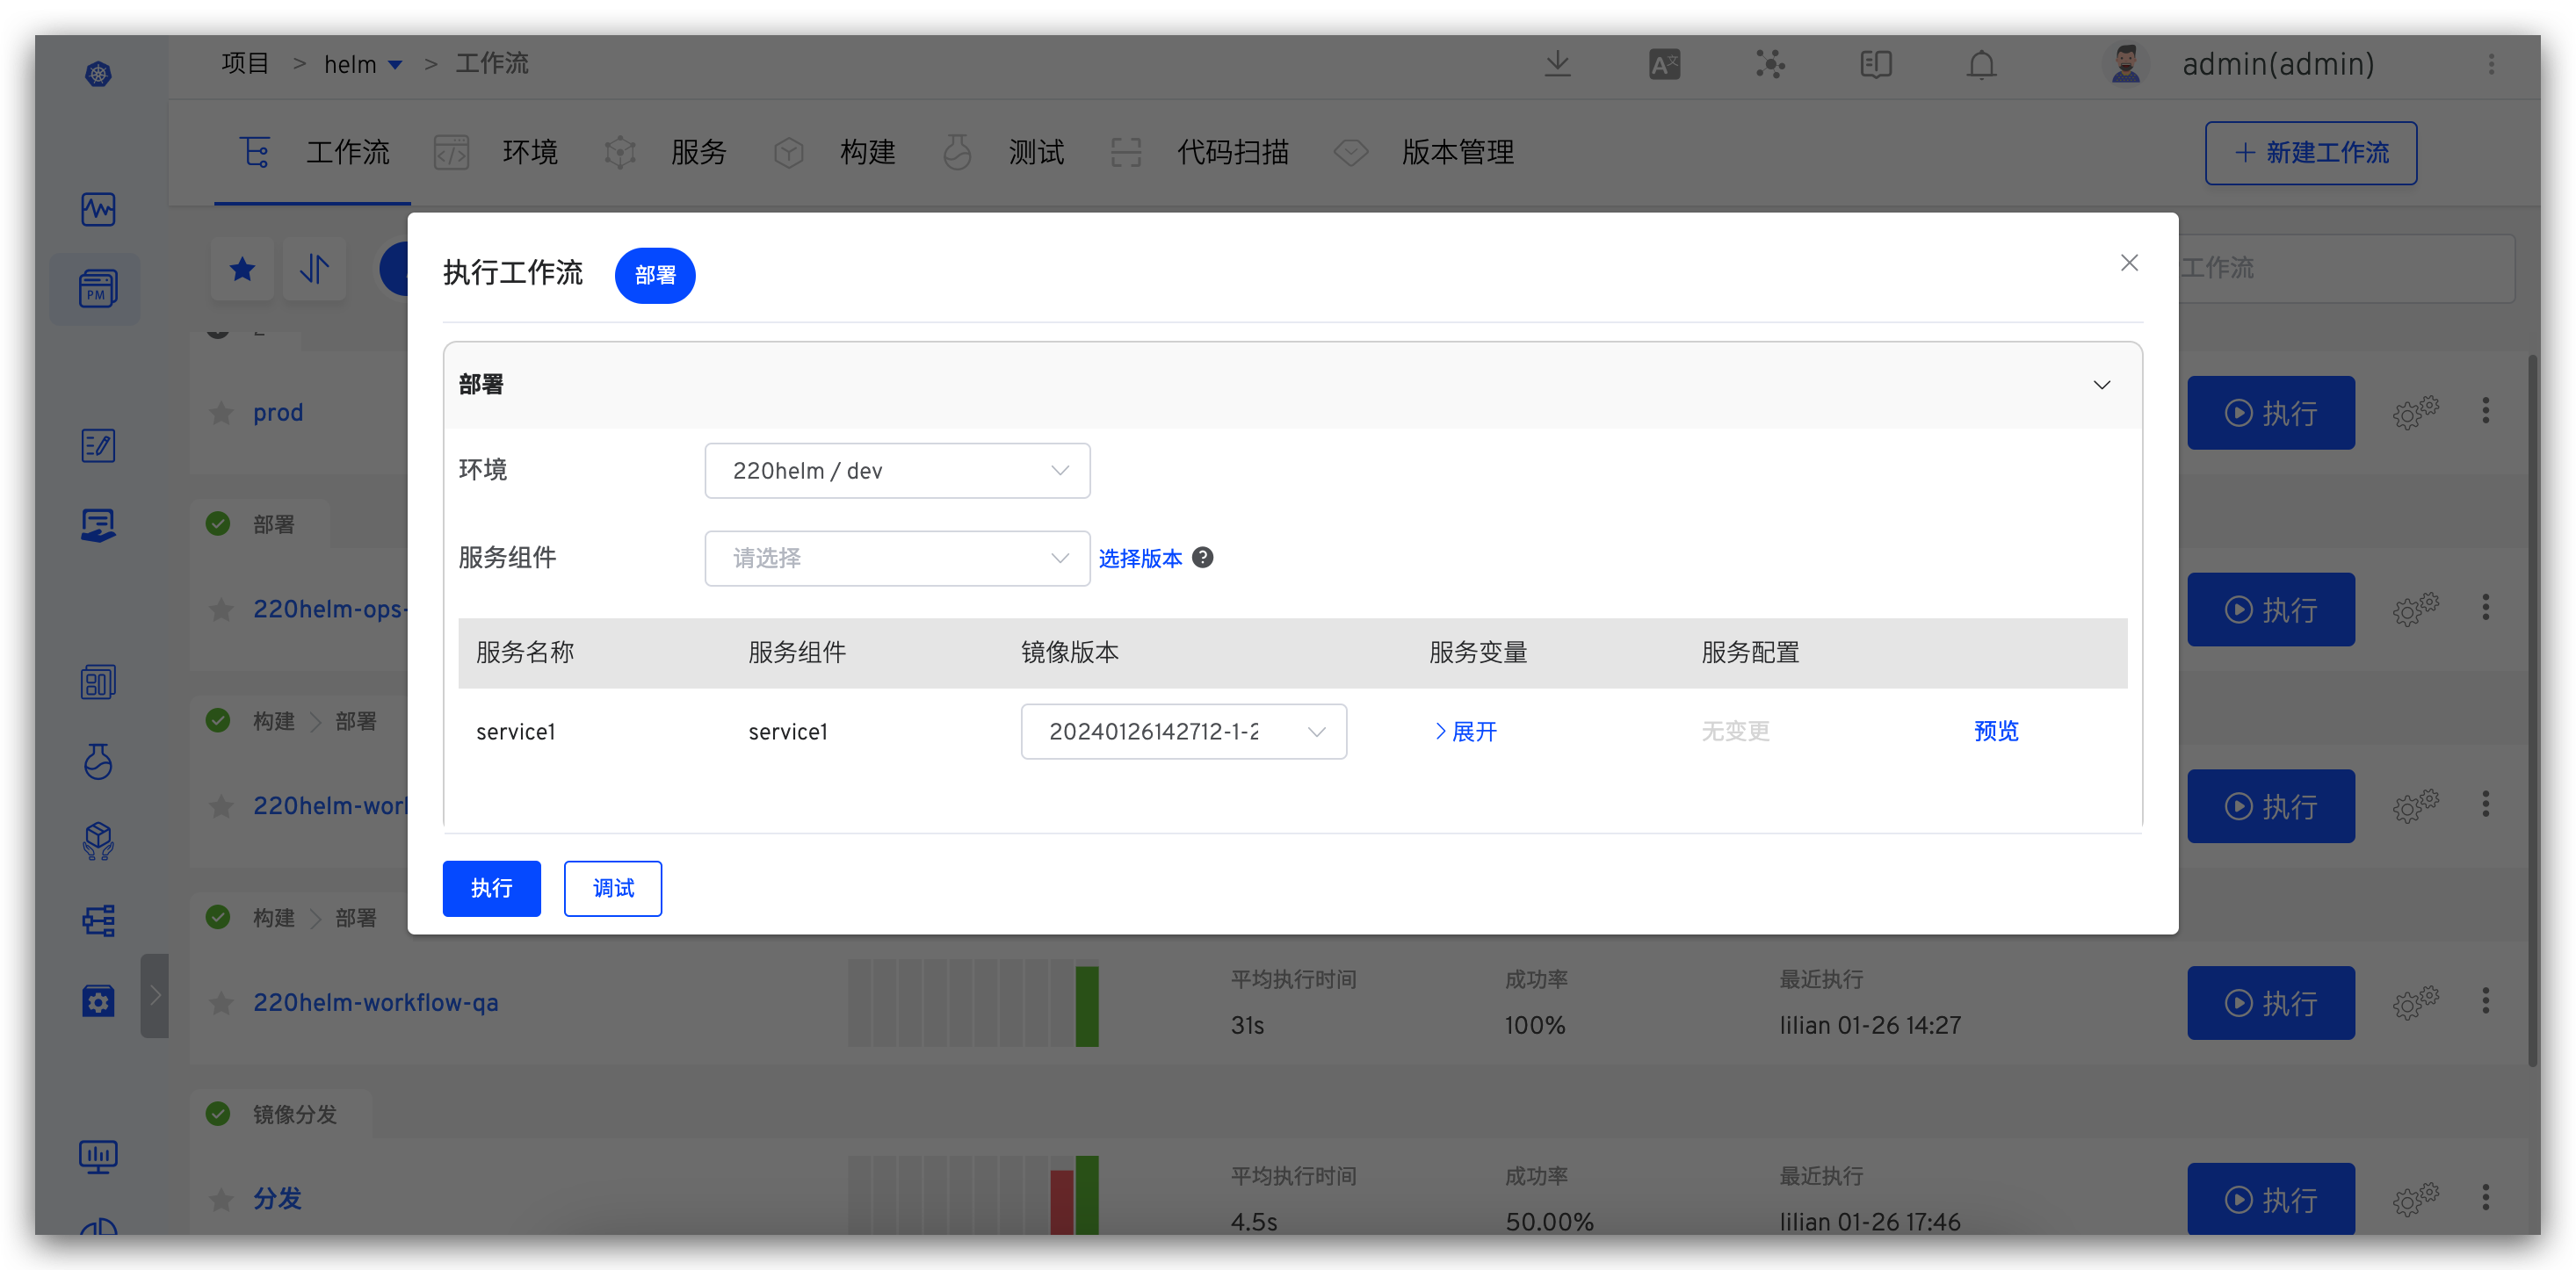 项目 > helm > 工作流
admin(admin)
工作流 环境 服务 构建 测试 代码扫描 版本管理
+ 新建工作流
工作流
执行工作流 部署
部署
环境 220helm / dev
服务组件 请选择 选择版本
服务名称 服务组件 镜像版本 服务变量 服务配置
service1 service1 20240126142712-1-2 展开 无变更 预览
执行 调试
PM
prod 执行
部署
220helm-ops- 执行
构建 > 部署
220helm-work 执行
构建 > 部署
平均执行时间 成功率 最近执行
220helm-workflow-qa 执行
31s 100% lilian 01-26 14:27
镜像分发
平均执行时间 成功率 最近执行
分发 执行
4.5s 50.00% lilian 01-26 17:46